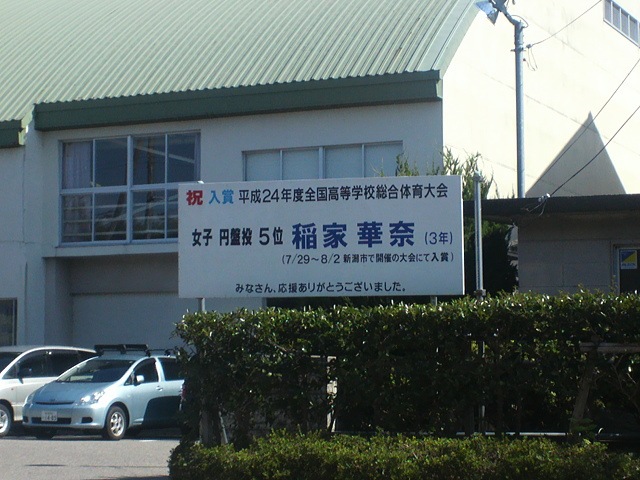 祝 入賞 平成24年度全国高等学校総合体育大会
女子 円盤投 5位 稲家 華奈 (3年)
(7/29～8/2 新潟市で開催の大会にて入賞)
みなさん、応援ありがとうございました。